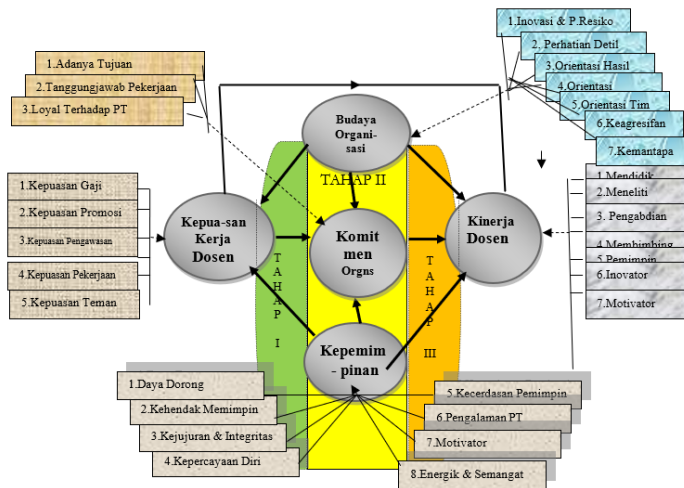 1.Adanya Tujuan
2.Tanggungjawab Pekerjaan
3.Loyal Terhadap PT
1.Inovasi & P.Resiko
2. Perhatian Detil
3.Orientasi Hasil
4.Orientasi
5.Orientasi Tim
6.Keagresifan
7.Kemantapa
Budaya
Organi-
sasi
TAHAP II
1.Kepuasan Gaji
2.Kepuasan Promosi
3.Kepuasan Pengawasan
4.Kepuasan Pekerjaan
5.Kepuasan Teman
Kepua-san
Kerja
Dosen
Komit
men
Orgns
Kinerja
Dosen
1.Mendidik
2.Meneliti
3. Pengabdian
4.Membimbing
5.Pemimpin
6.Inovator
7.Motivator
T
A
H
A
P
I
T
A
H
A
P
III
Kepemim
- pinan
1.Daya Dorong
2.Kehendak Memimpin
3.Kejujuran & Integritas
4.Kepercayaan Diri
5.Kecerdasan Pemimpin
6.Pengalaman PT
7.Motivator
8.Energik & Semangat